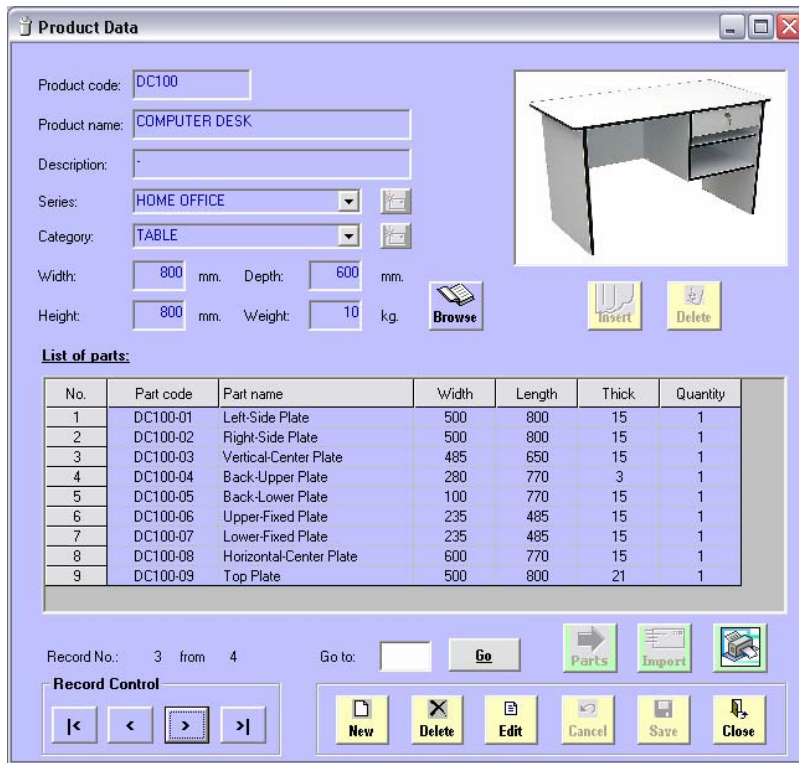 Product Data
Product code: DC100
Product name: COMPUTER DESK
Description: -
Series: HOME OFFICE
Category: TABLE
Width: 800 mm. Depth: 600 mm.
Height: 800 mm. Weight: 10 kg. Browse Insert Delete
List of parts:
No. Part code Part name Width Length Thick Quantity
1 DC100-01 Left-Side Plate 500 800 15 1
2 DC100-02 Right-Side Plate 500 800 15 1
3 DC100-03 Vertical-Center Plate 485 650 15 1
4 DC100-04 Back-Upper Plate 280 770 3 1
5 DC100-05 Back-Lower Plate 100 770 15 1
6 DC100-06 Upper-Fixed Plate 235 485 15 1
7 DC100-07 Lower-Fixed Plate 235 485 15 1
8 DC100-08 Horizontal-Center Plate 600 770 15 1
9 DC100-09 Top Plate 500 800 21 1
Record No.: 3 from 4 Go to: Go Parts Import
Record Control
|< < > >| New Delete Edit Cancel Save Close